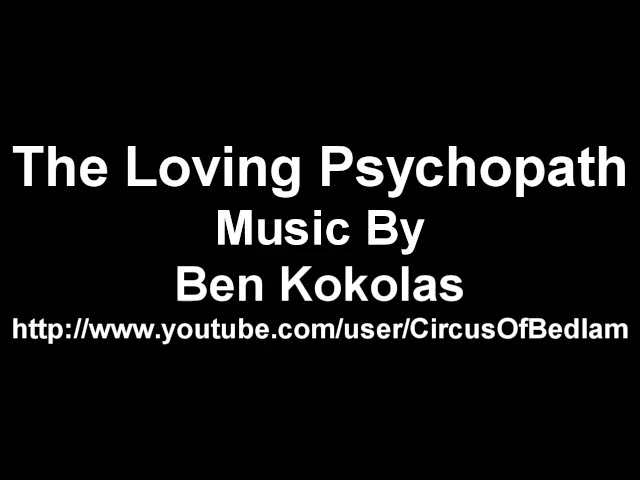 The Loving Psychopath
Music By
Ben Kokolas
http://www.youtube.com/user/CircusOfBedlam